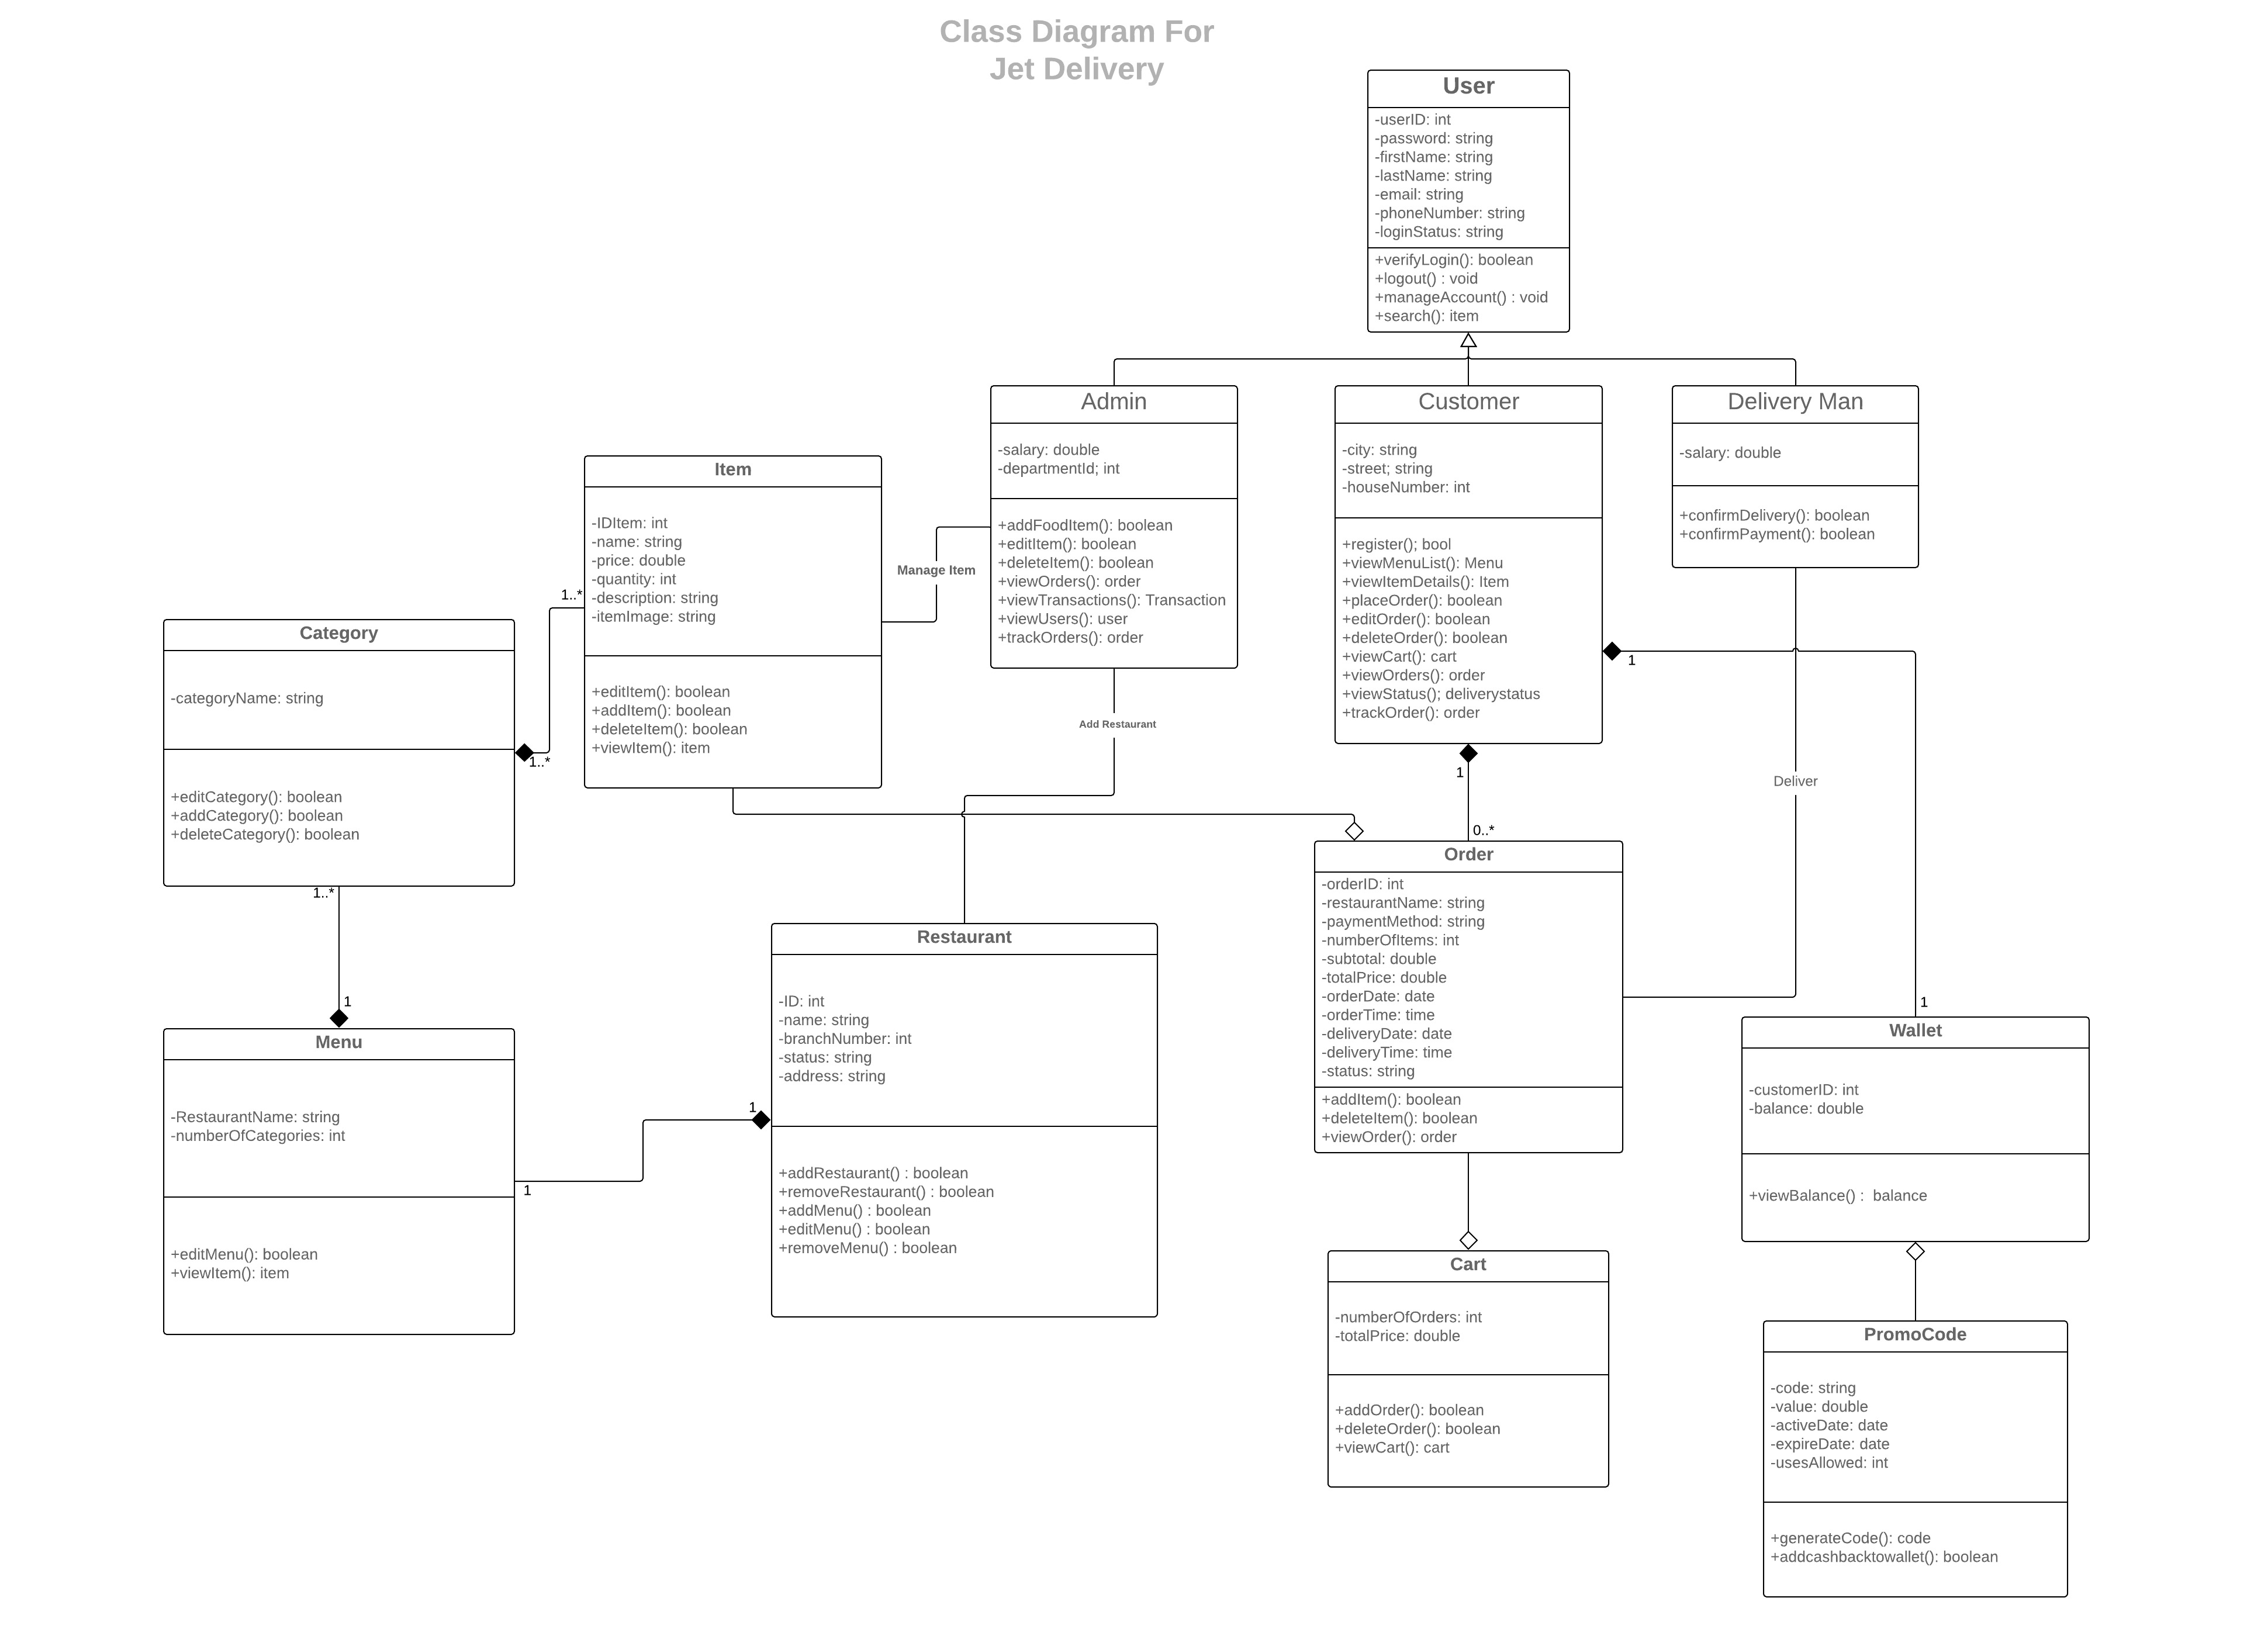 Class Diagram For
Jet Delivery
User
-userID: int
-password: string
-firstName: string
-lastName: string
-email: string
-phoneNumber: string
-loginStatus: string
+verifyLogin(): boolean
+logout() : void
+manageAccount() : void
+search(): item
Admin
-salary: double
-departmentId; int
+addFoodItem(): boolean
+editItem(): boolean
+deleteItem(): boolean
+viewOrders(): order
+viewTransactions(): Transaction
+viewUsers(): user
+trackOrders(): order
Customer
-city: string
-street; string
-houseNumber: int
+register(); bool
+viewMenuList(): Menu
+viewItemDetails(): Item
+placeOrder(): boolean
+editOrder(): boolean
+deleteOrder(): boolean
+viewCart(): cart
+viewOrders(): order
+viewStatus(); deliverystatus
+trackOrder(): order
Delivery Man
-salary: double
+confirmDelivery(): boolean
+confirmPayment(): boolean
Item
-IDItem: int
-name: string
-price: double
-quantity: int
-description: string
-itemImage: string
+editItem(): boolean
+addItem(): boolean
+deleteItem(): boolean
+viewItem(): item
Manage Item
1..*
1..*
Category
-categoryName: string
+editCategory(): boolean
+addCategory(): boolean
+deleteCategory(): boolean
Add Restaurant
1
1
0..*
Deliver
1
1..*
1
Order
-orderID: int
-restaurantName: string
-paymentMethod: string
-numberOfItems: int
-subtotal: double
-totalPrice: double
-orderDate: date
-orderTime: time
-deliveryDate: date
-deliveryTime: time
-status: string
+addItem(): boolean
+deleteItem(): boolean
+viewOrder(): order
Restaurant
-ID: int
-name: string
-branchNumber: int
-status: string
-address: string
+addRestaurant() : boolean
+removeRestaurant() : boolean
+addMenu() : boolean
+editMenu() : boolean
+removeMenu() : boolean
1
1
Menu
-RestaurantName: string
-numberOfCategories: int
+editMenu(): boolean
+viewItem(): item
Wallet
-customerID: int
-balance: double
+viewBalance() :  balance
Cart
-numberOfOrders: int
-totalPrice: double
+addOrder(): boolean
+deleteOrder(): boolean
+viewCart(): cart
PromoCode
-code: string
-value: double
-activeDate: date
-expireDate: date
-usesAllowed: int
+generateCode(): code
+addcashbacktowallet(): boolean